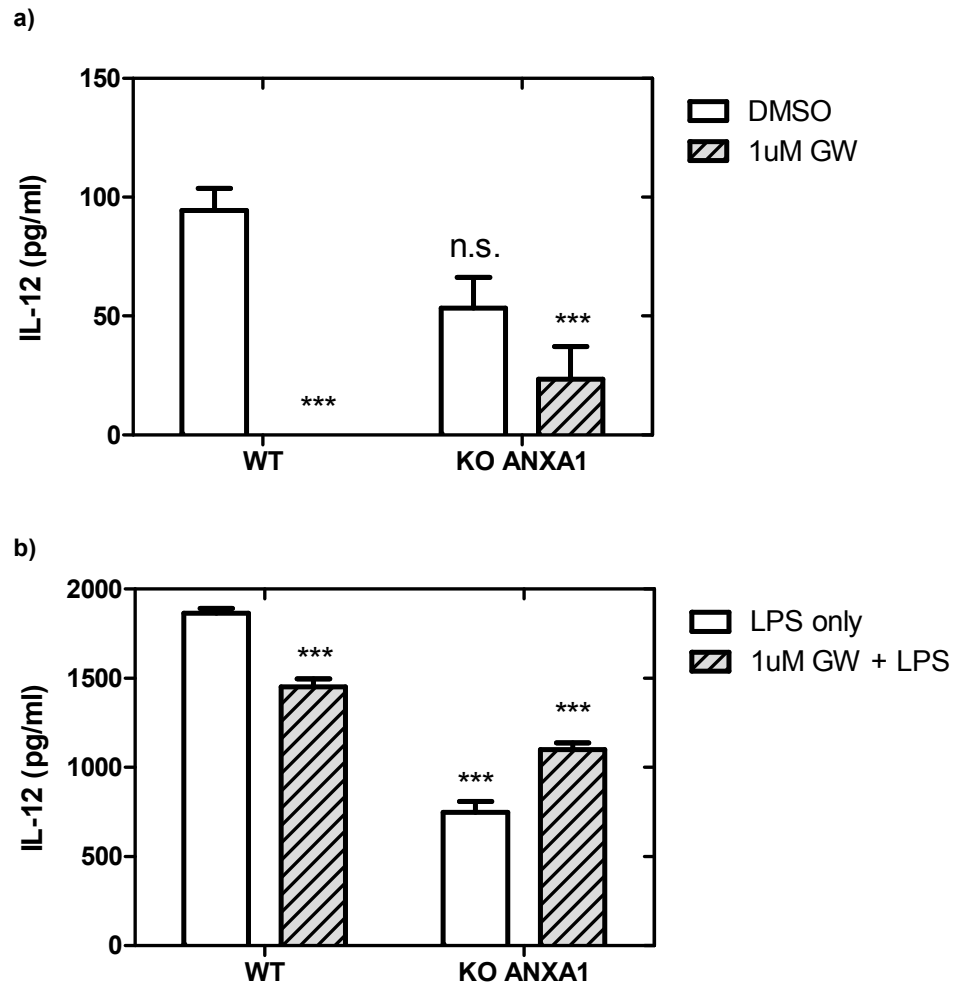 a)
150
100
50
0
IL-12 (pg/ml)
n.s.
***
***
WT
KO ANXA1
DMSO
1uM GW
b)
2000
1500
1000
500
0
IL-12 (pg/ml)
***
***
***
WT
KO ANXA1
LPS only
1uM GW + LPS